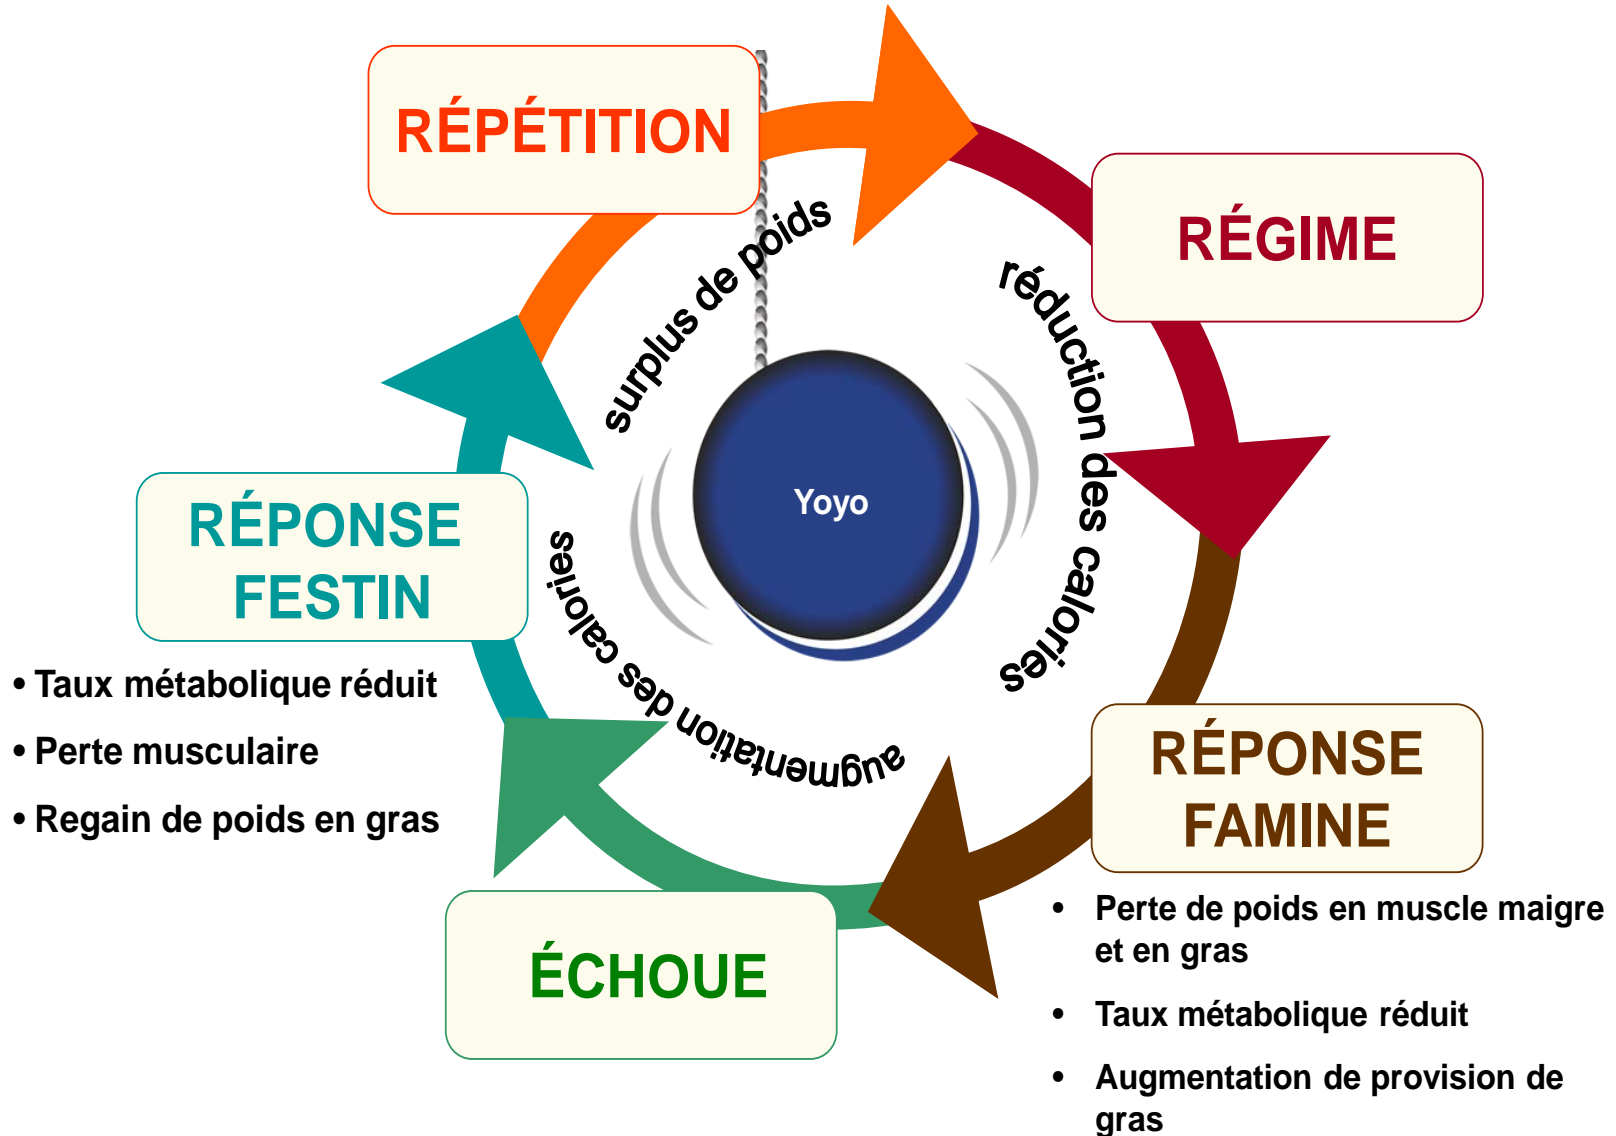 RÉPÉTITION
RÉGIME
surplus de poids
réduction des calories
Yoyo
RÉPONSE
FESTIN
augmentation des calories
• Taux métabolique réduit
• Perte musculaire
• Regain de poids en gras
RÉPONSE
FAMINE
ÉCHOUE
• Perte de poids en muscle maigre
et en gras
• Taux métabolique réduit
• Augmentation de provision de
gras